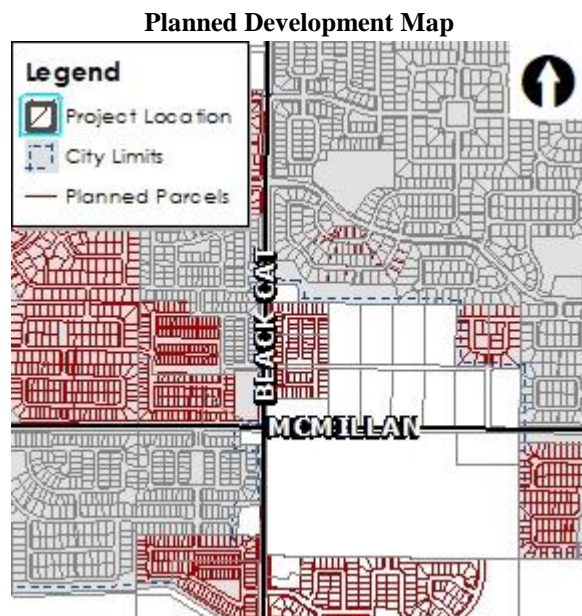 Planned Development Map
Legend
Project Location
City Limits
Planned Parcels
BLACK CAT
MCMILLAN